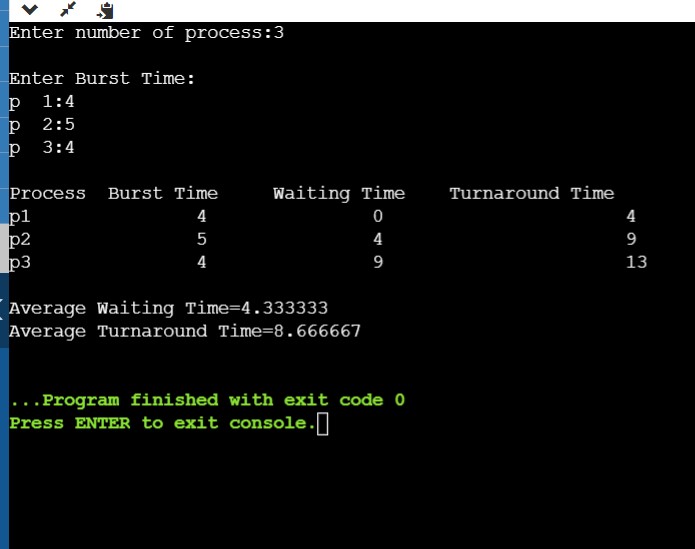 Enter number of process:3
Enter Burst Time:
p  1:4
p  2:5
p  3:4
Process  Burst Time     Waiting Time    Turnaround Time
p1               4               0                      4
p2               5               4                      9
p3               4               9                      13
Average Waiting Time=4.333333
Average Turnaround Time=8.666667
...Program finished with exit code 0
Press ENTER to exit console.